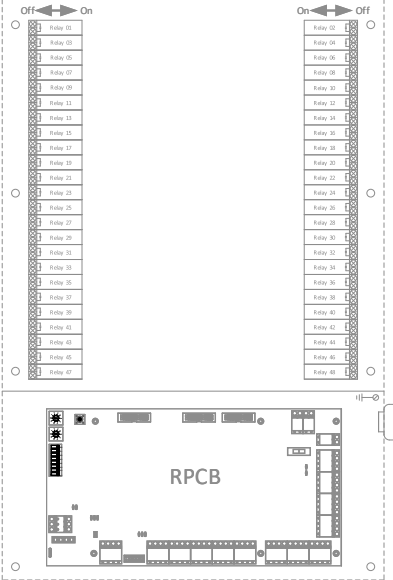 Off On On Off
Relay 01 Relay 02
Relay 03 Relay 04
Relay 05 Relay 06
Relay 07 Relay 08
Relay 09 Relay 10
Relay 11 Relay 12
Relay 13 Relay 14
Relay 15 Relay 16
Relay 17 Relay 18
Relay 19 Relay 20
Relay 21 Relay 22
Relay 23 Relay 24
Relay 25 Relay 26
Relay 27 Relay 28
Relay 29 Relay 30
Relay 31 Relay 32
Relay 33 Relay 34
Relay 35 Relay 36
Relay 37 Relay 38
Relay 39 Relay 40
Relay 41 Relay 42
Relay 43 Relay 44
Relay 45 Relay 46
Relay 47 Relay 48
RPCB